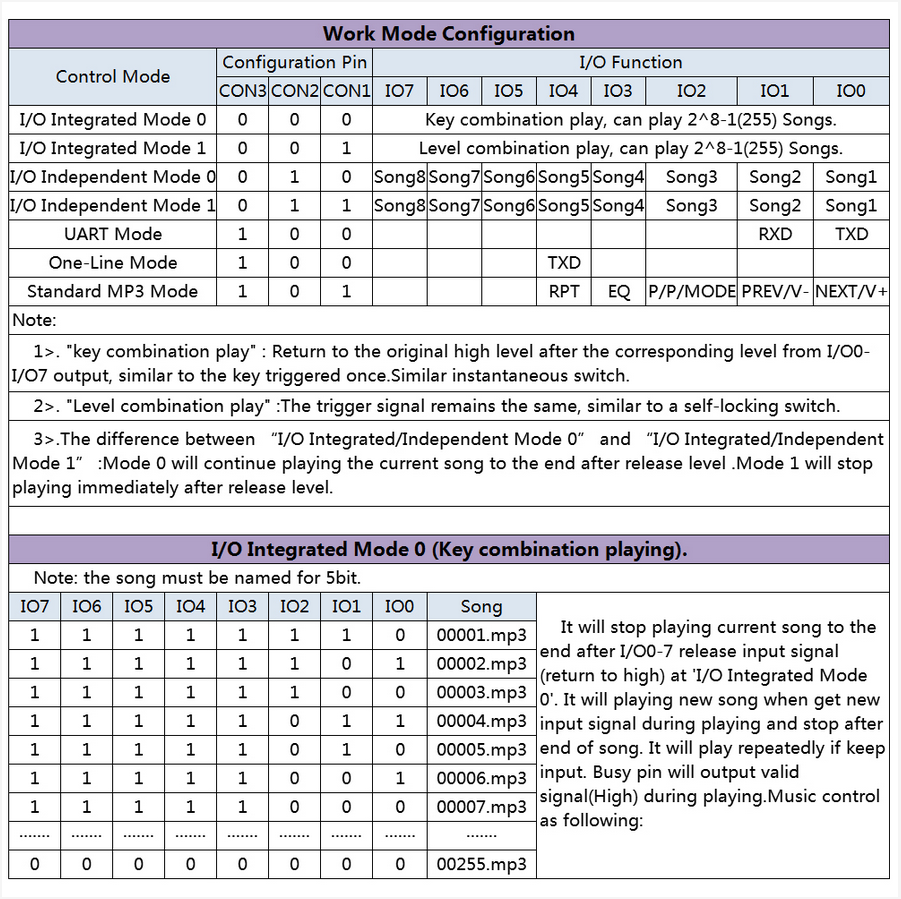 Work Mode Configuration
Control Mode Configuration Pin I/O Function
CON3 CON2 CON1 IO7 IO6 IO5 IO4 IO3 IO2 IO1 IO0
I/O Integrated Mode 0 0 0 0 Key combination play, can play 2^8-1(255) Songs.
I/O Integrated Mode 1 0 0 1 Level combination play, can play 2^8-1(255) Songs.
I/O Independent Mode 0 0 1 0 Song8 Song7 Song6 Song5 Song4 Song3 Song2 Song1
I/O Independent Mode 1 0 1 1 Song8 Song7 Song6 Song5 Song4 Song3 Song2 Song1
UART Mode 1 0 0 RXD TXD
One-Line Mode 1 0 0 TXD
Standard MP3 Mode 1 0 1 RPT EQ P/P/MODE PREV/V- NEXT/V+
Note:
1>. "key combination play" : Return to the original high level after the corresponding level from I/O0-
I/O7 output, similar to the key triggered once.Similar instantaneous switch.
2>. "Level combination play" :The trigger signal remains the same, similar to a self-locking switch.
3>.The difference between “I/O Integrated/Independent Mode 0” and “I/O Integrated/Independent
Mode 1” :Mode 0 will continue playing the current song to the end after release level .Mode 1 will stop
playing immediately after release level.
I/O Integrated Mode 0 (Key combination playing).
Note: the song must be named for 5bit.
IO7 IO6 IO5 IO4 IO3 IO2 IO1 IO0 Song
1 1 1 1 1 1 1 0 00001.mp3
1 1 1 1 1 1 0 1 00002.mp3
1 1 1 1 1 1 0 0 00003.mp3
1 1 1 1 1 0 1 1 00004.mp3
1 1 1 1 1 0 1 0 00005.mp3
1 1 1 1 1 0 0 1 00006.mp3
1 1 1 1 1 0 0 0 00007.mp3
······· ······· ······· ······· ······· ······· ······· ······· ·······
0 0 0 0 0 0 0 0 00255.mp3
It will stop playing current song to the
end after I/O0-7 release input signal
(return to high) at 'I/O Integrated Mode
0'. It will playing new song when get new
input signal during playing and stop after
end of song. It will play repeatedly if keep
input. Busy pin will output valid
signal(High) during playing.Music control
as following: